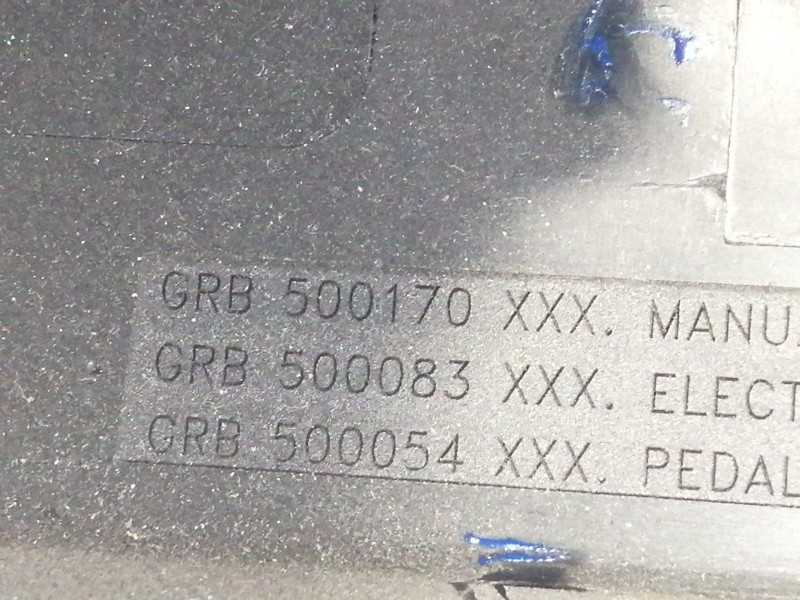 GRB 500170 XXX. MANU
GRB 500083 XXX. ELECT
GRB 500054 XXX. PEDAL